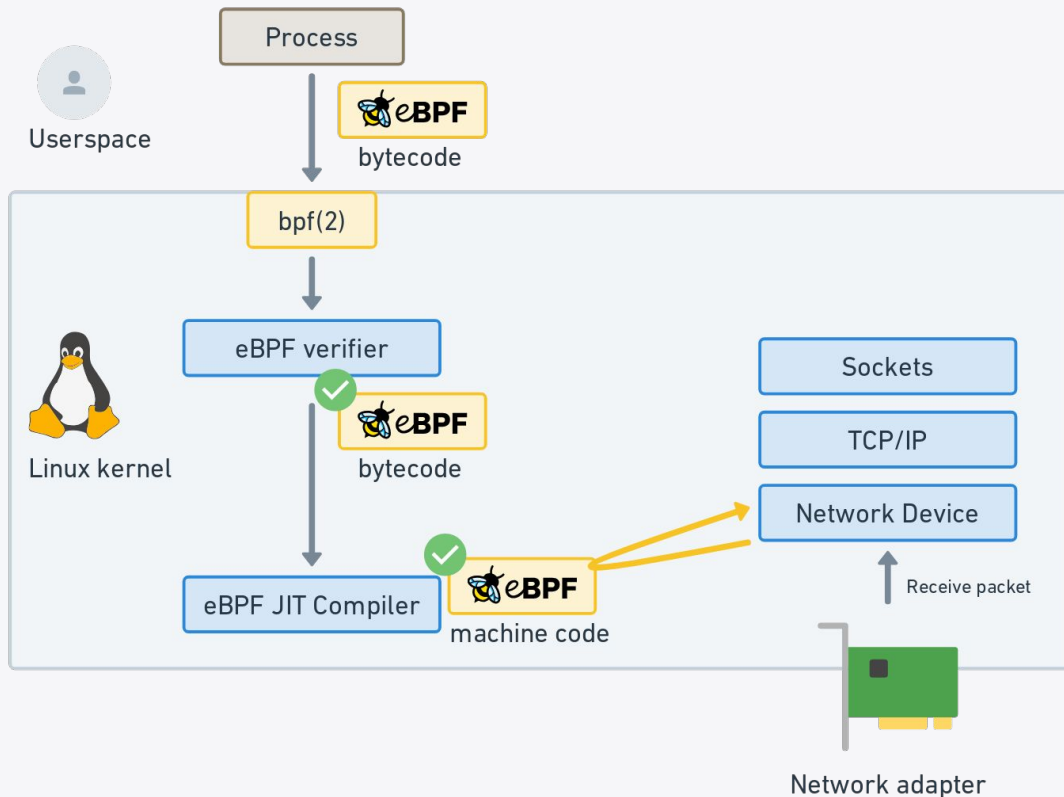 Process
eBPF
bytecode
Userspace
bpf(2)
eBPF verifier
eBPF
bytecode
Linux kernel
Sockets
TCP/IP
Network Device
eBPF JIT Compiler
eBPF
machine code
Receive packet
Network adapter